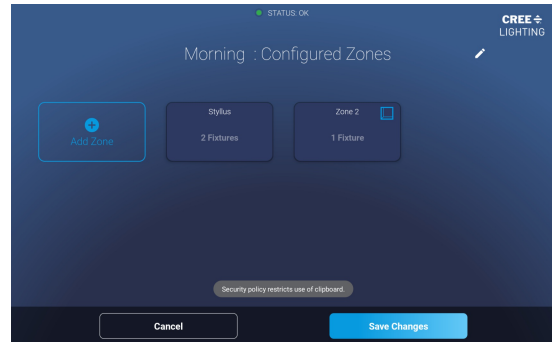 STATUS: OK
CREE
LIGHTING
Morning : Configured Zones
Add Zone
Styllus
2 Fixtures
Zone 2
1 Fixture
Security policy restricts use of clipboard.
Cancel
Save Changes